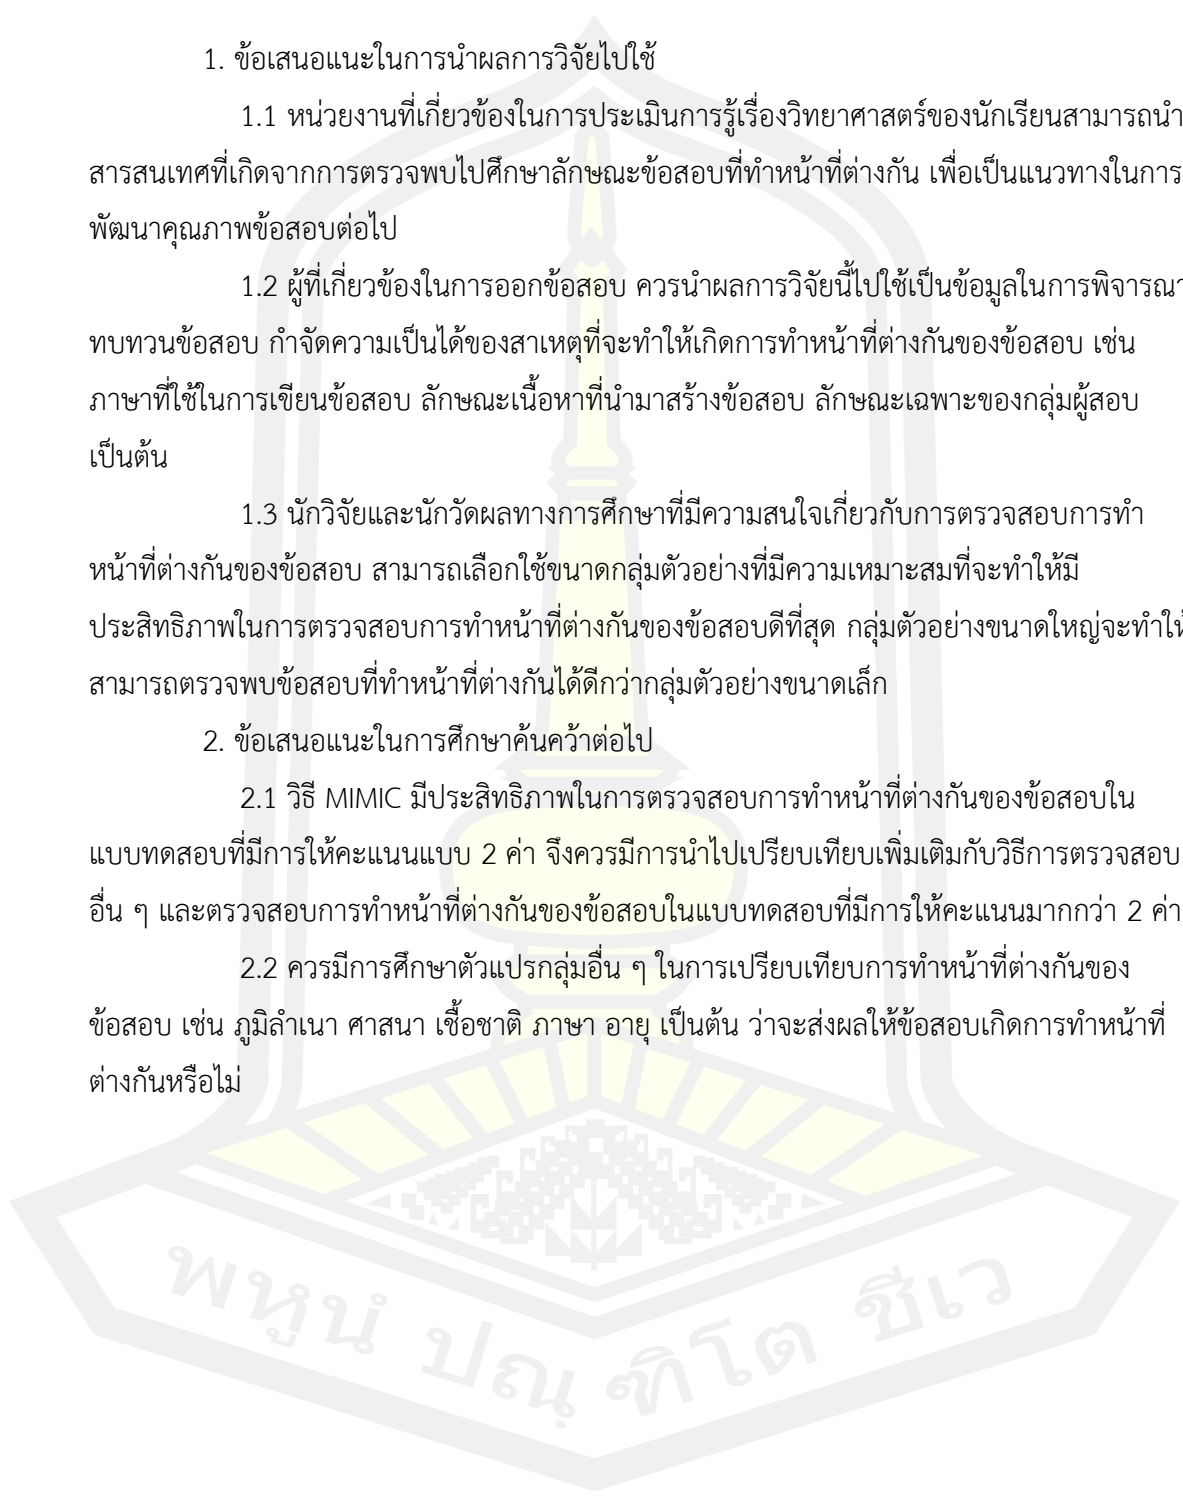 1. ข้อเสนอแนะในการนำผลการวิจัยไปใช้
1.1 หน่วยงานที่เกี่ยวข้องในการประเมินการรู้เรื่องวิทยาศาสตร์ของนักเรียนสามารถนำ
สารสนเทศที่เกิดจากการตรวจพบไปศึกษาลักษณะข้อสอบที่ทำหน้าที่ต่างกัน เพื่อเป็นแนวทางในการ
พัฒนาคุณภาพข้อสอบต่อไป
1.2 ผู้ที่เกี่ยวข้องในการออกข้อสอบ ควรนำผลการวิจัยนี้ไปใช้เป็นข้อมูลในการพิจารณา
ทบทวนข้อสอบ กำจัดความเป็นได้ของสาเหตุที่จะทำให้เกิดการทำหน้าที่ต่างกันของข้อสอบ เช่น
ภาษาที่ใช้ในการเขียนข้อสอบ ลักษณะเนื้อหาที่นำมาสร้างข้อสอบ ลักษณะเฉพาะของกลุ่มผู้สอบ
เป็นต้น
1.3 นักวิจัยและนักวัดผลทางการศึกษาที่มีความสนใจเกี่ยวกับการตรวจสอบการทำ
หน้าที่ต่างกันของข้อสอบ สามารถเลือกใช้ขนาดกลุ่มตัวอย่างที่มีความเหมาะสมที่จะทำให้มี
ประสิทธิภาพในการตรวจสอบการทำหน้าที่ต่างกันของข้อสอบดีที่สุด กลุ่มตัวอย่างขนาดใหญ่จะทำให้
สามารถตรวจพบข้อสอบที่ทำหน้าที่ต่างกันได้ดีกว่ากลุ่มตัวอย่างขนาดเล็ก
2. ข้อเสนอแนะในการศึกษาค้นคว้าต่อไป
2.1 วิธี MIMIC มีประสิทธิภาพในการตรวจสอบการทำหน้าที่ต่างกันของข้อสอบใน
แบบทดสอบที่มีการให้คะแนนแบบ 2 ค่า จึงควรมีการนำไปเปรียบเทียบเพิ่มเติมกับวิธีการตรวจสอบ
อื่น ๆ และตรวจสอบการทำหน้าที่ต่างกันของข้อสอบในแบบทดสอบที่มีการให้คะแนนมากกว่า 2 ค่า
2.2 ควรมีการศึกษาตัวแปรกลุ่มอื่น ๆ ในการเปรียบเทียบการทำหน้าที่ต่างกันของ
ข้อสอบ เช่น ภูมิลำเนา ศาสนา เชื้อชาติ ภาษา อายุ เป็นต้น ว่าจะส่งผลให้ข้อสอบเกิดการทำหน้าที่
ต่างกันหรือไม่
พหูนํ ปณฺฑิโต ชีเว